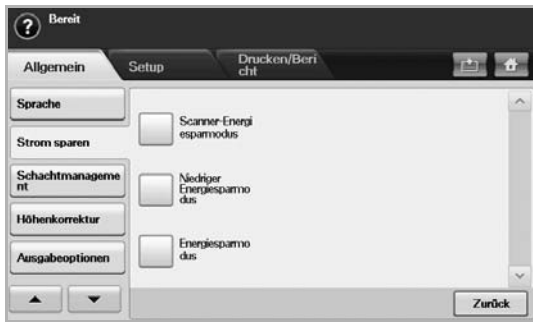 Bereit
Allgemein
Setup
Drucken/Beri
cht
Sprache
Strom sparen
Schachtmanageme
nt
Höhenkorrektur
Ausgabeoptionen
Scanner-Energi
esparmodus
Niedriger
Energiesparmo
dus
Energiesparmo
dus
Zurück